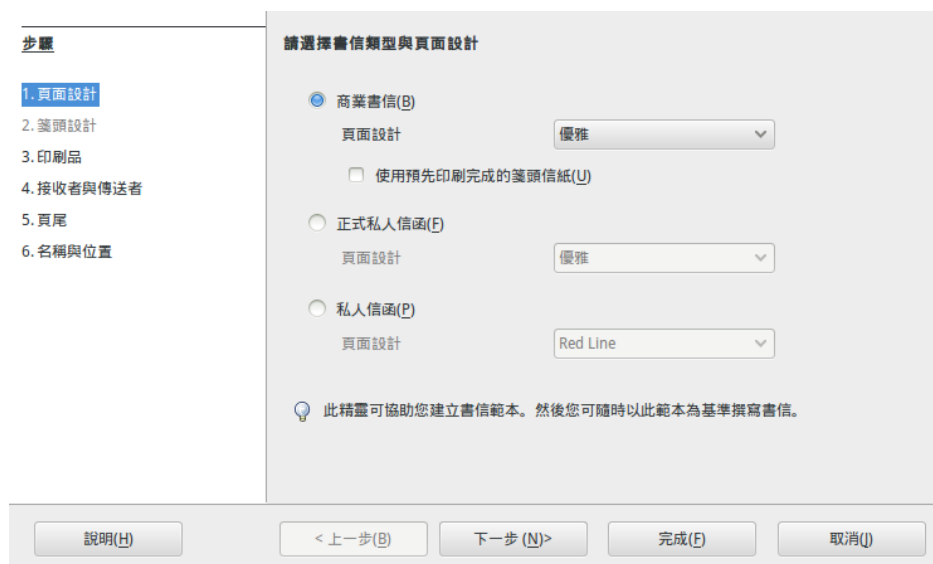 步驟
1. 頁面設計
2. 箋頭設計
3. 印刷品
4. 接收者與傳送者
5. 頁尾
6. 名稱與位置
請選擇書信類型與頁面設計
商業書信(B)
頁面設計 優雅
使用預先印刷完成的箋頭信紙(U)
正式私人信函(F)
頁面設計 優雅
私人信函(P)
頁面設計 Red Line
此精靈可協助您建立書信範本。然後您可隨時以此範本為基準撰寫書信。
說明(H) < 上一步(B) 下一步 (N)> 完成(F) 取消(J)